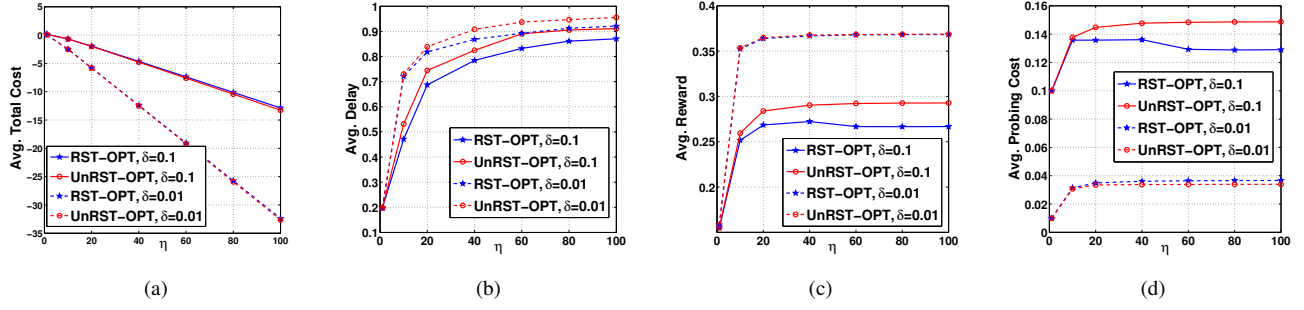 5
0
−5
−10
−15
−20
−25
−30
−35
0 20 40 60 80 100
η
Avg. Total Cost
RST−OPT, δ=0.1
UnRST−OPT, δ=0.1
RST−OPT, δ=0.01
UnRST−OPT, δ=0.01
(a)
1
0.9
0.8
0.7
0.6
0.5
0.4
0.3
0.2
0.1
0 20 40 60 80 100
η
Avg. Delay
RST−OPT, δ=0.1
UnRST−OPT, δ=0.1
RST−OPT, δ=0.01
UnRST−OPT, δ=0.01
(b)
0.4
0.35
0.3
0.25
0.2
0 20 40 60 80 100
η
Avg. Reward
RST−OPT, δ=0.1
UnRST−OPT, δ=0.1
RST−OPT, δ=0.01
UnRST−OPT, δ=0.01
(c)
0.16
0.14
0.12
0.1
0.08
0.06
0.04
0.02
0
0 20 40 60 80 100
η
Avg. Probing Cost
RST−OPT, δ=0.1
UnRST−OPT, δ=0.1
RST−OPT, δ=0.01
UnRST−OPT, δ=0.01
(d)